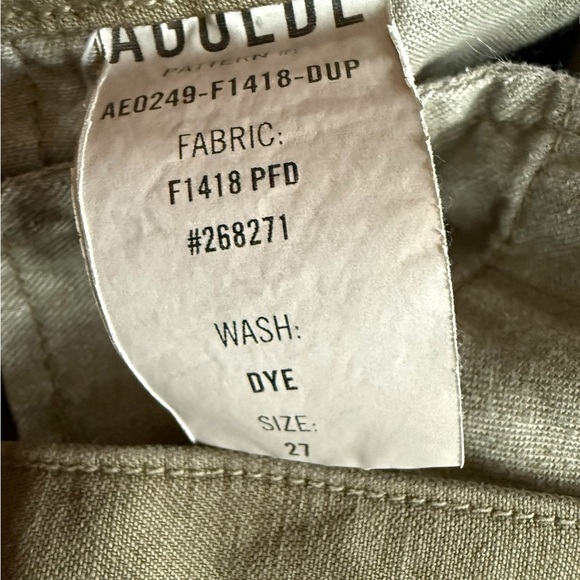 PATTERN #:
AE0249-F1418-DUP
FABRIC:
F1418 PFD
#268271
WASH:
DYE
SIZE:
27